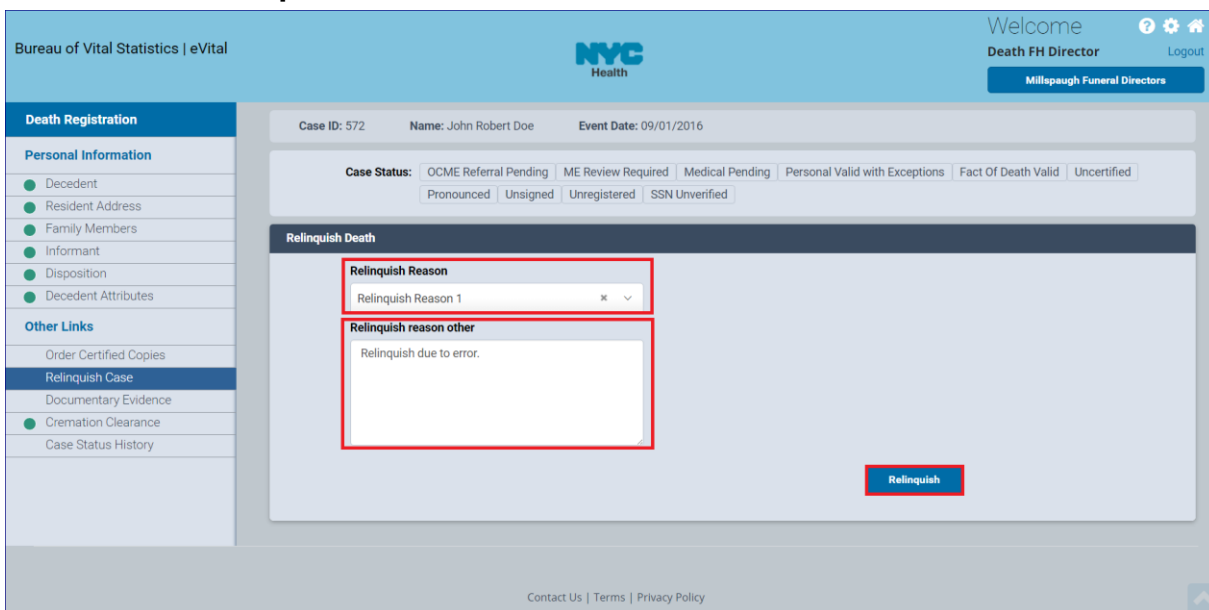 Bureau of Vital Statistics | eVital
NYC
Health
Welcome
Death FH Director
Logout
Millspaugh Funeral Directors
Death Registration
Personal Information
Decedent
Resident Address
Family Members
Informant
Disposition
Decedent Attributes
Other Links
Order Certified Copies
Relinquish Case
Documentary Evidence
Cremation Clearance
Case Status History
Case ID: 572 Name: John Robert Doe Event Date: 09/01/2016
Case Status: OCME Referral Pending ME Review Required Medical Pending Personal Valid with Exceptions Fact Of Death Valid Uncertified
Pronounced Unsigned Unregistered SSN Unverified
Relinquish Death
Relinquish Reason
Relinquish Reason 1
Relinquish reason other
Relinquish due to error.
Relinquish
Contact Us | Terms | Privacy Policy